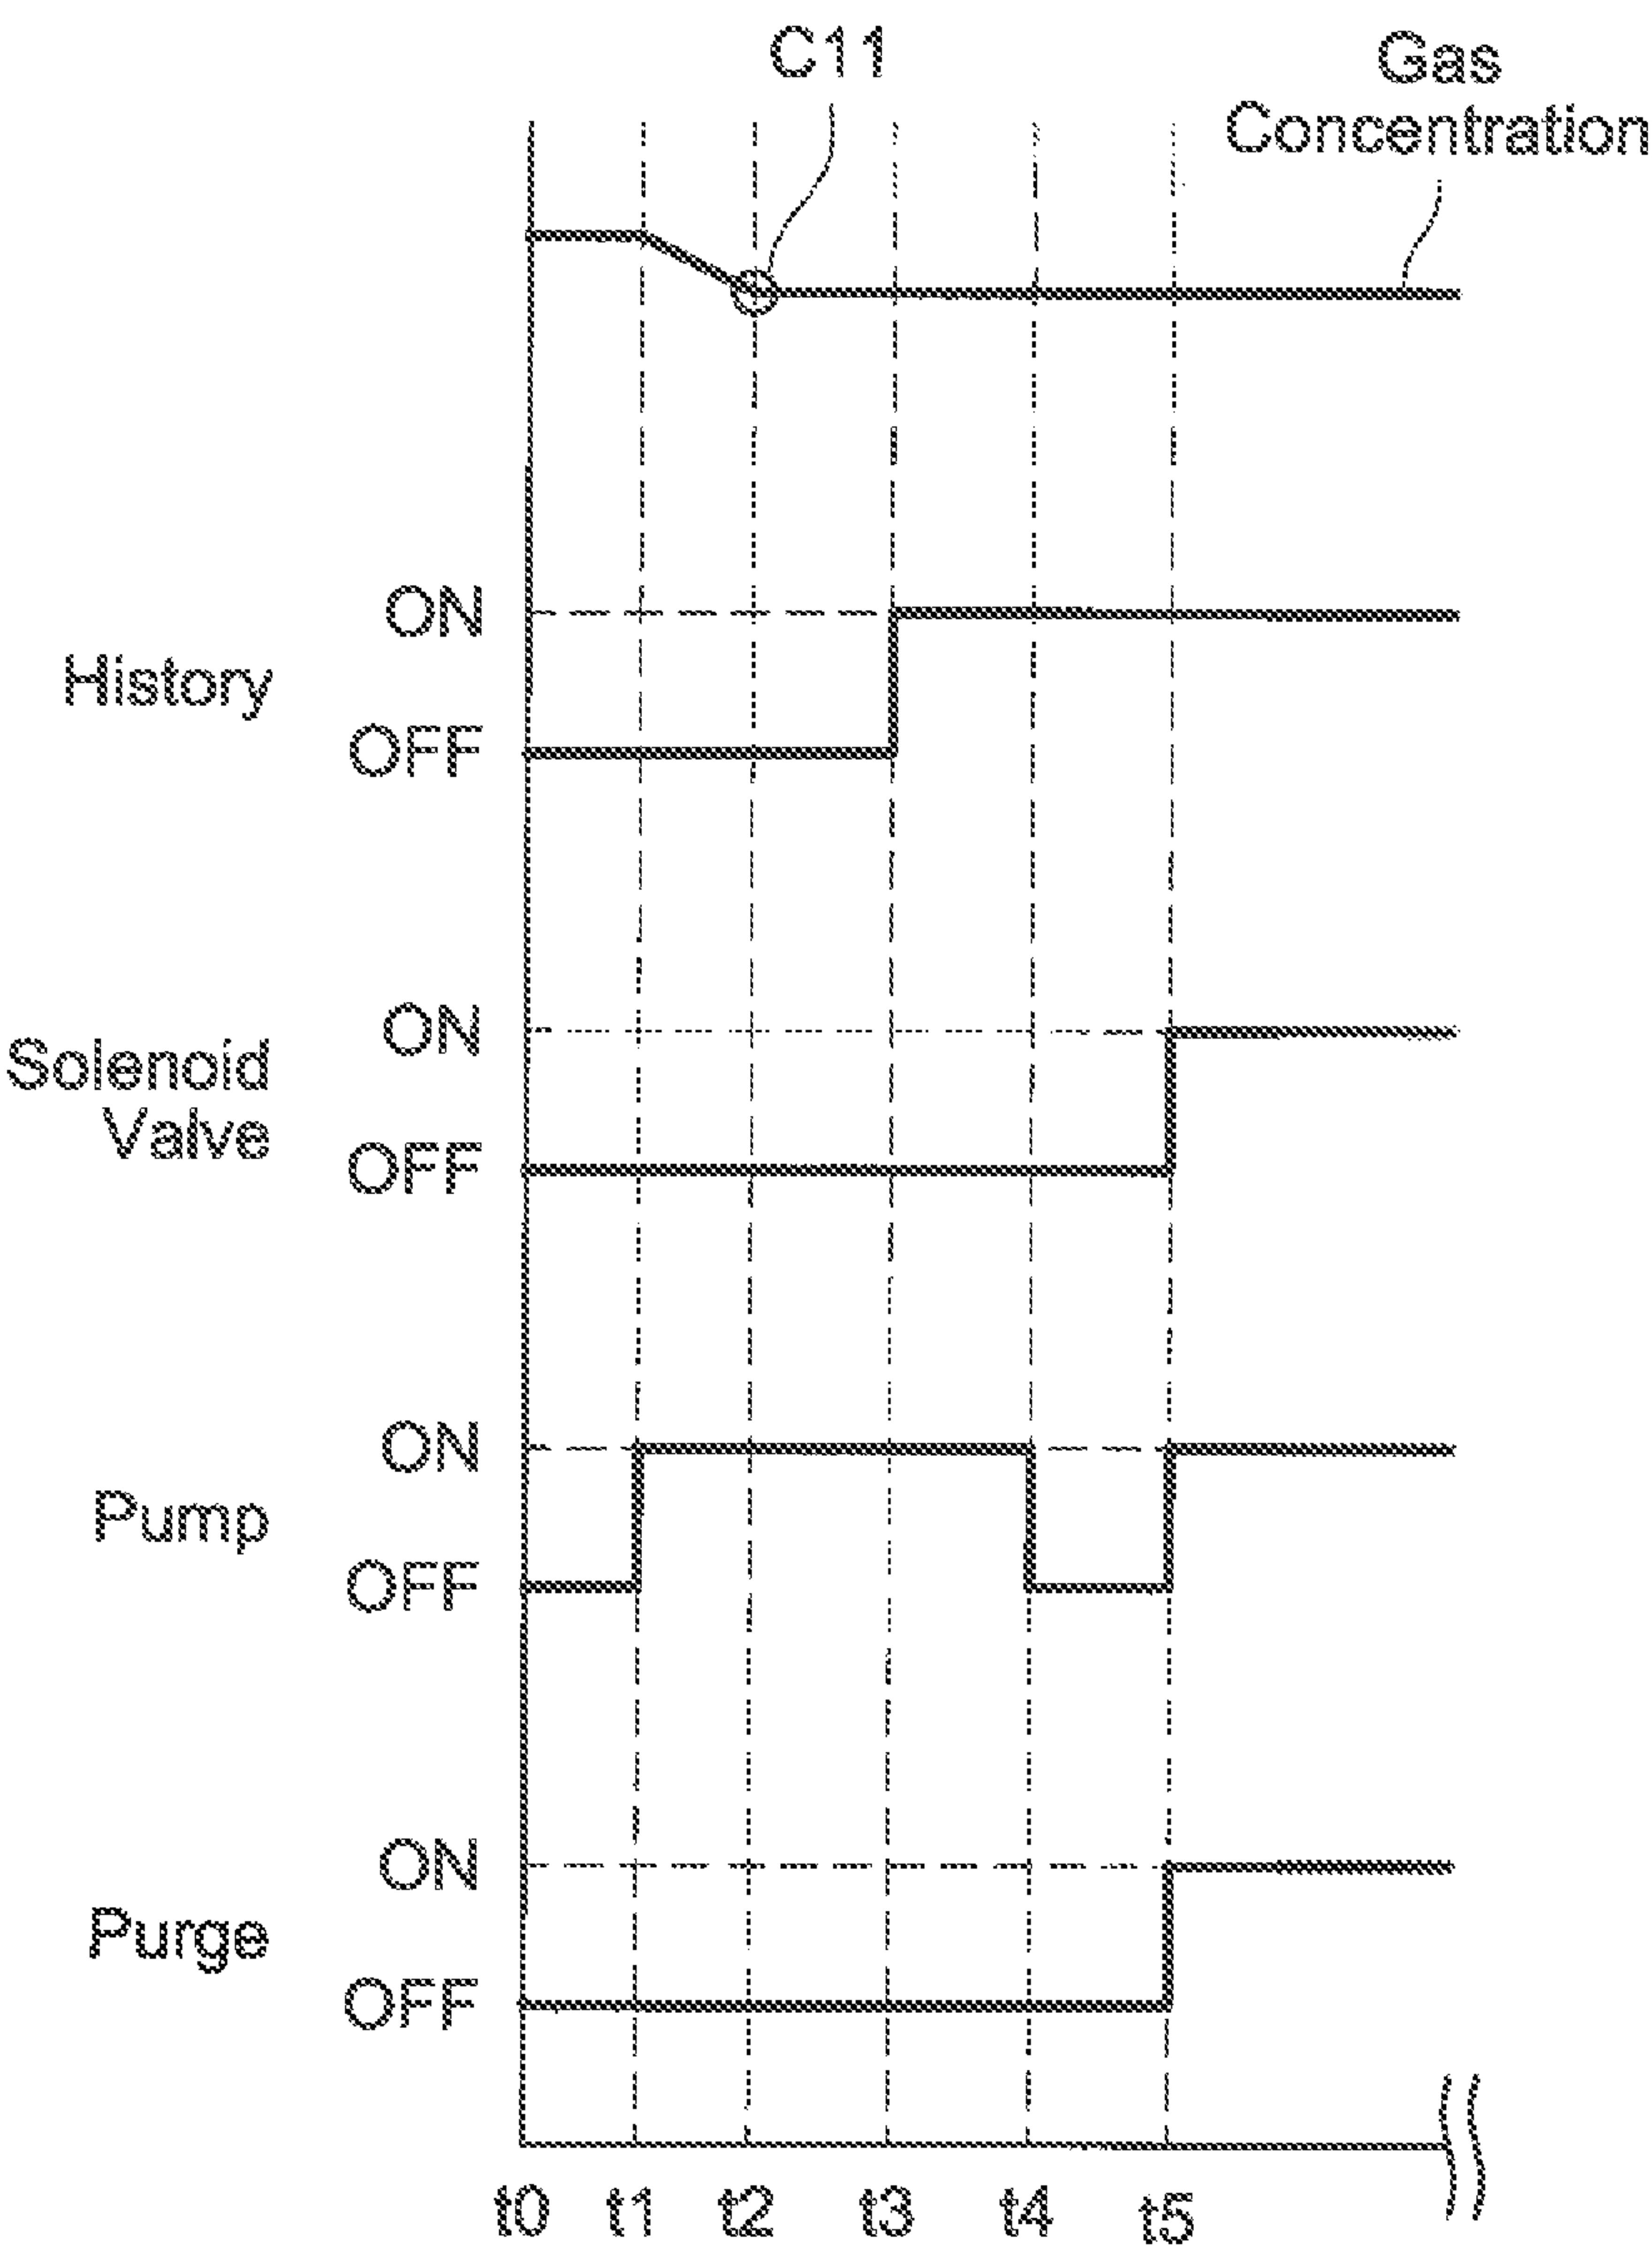 C11
Gas
Concentration
ON
History
OFF
ON
Solenoid
Valve
OFF
ON
Pump
OFF
ON
Purge
OFF
t0 t1 t2 t3 t4 t5